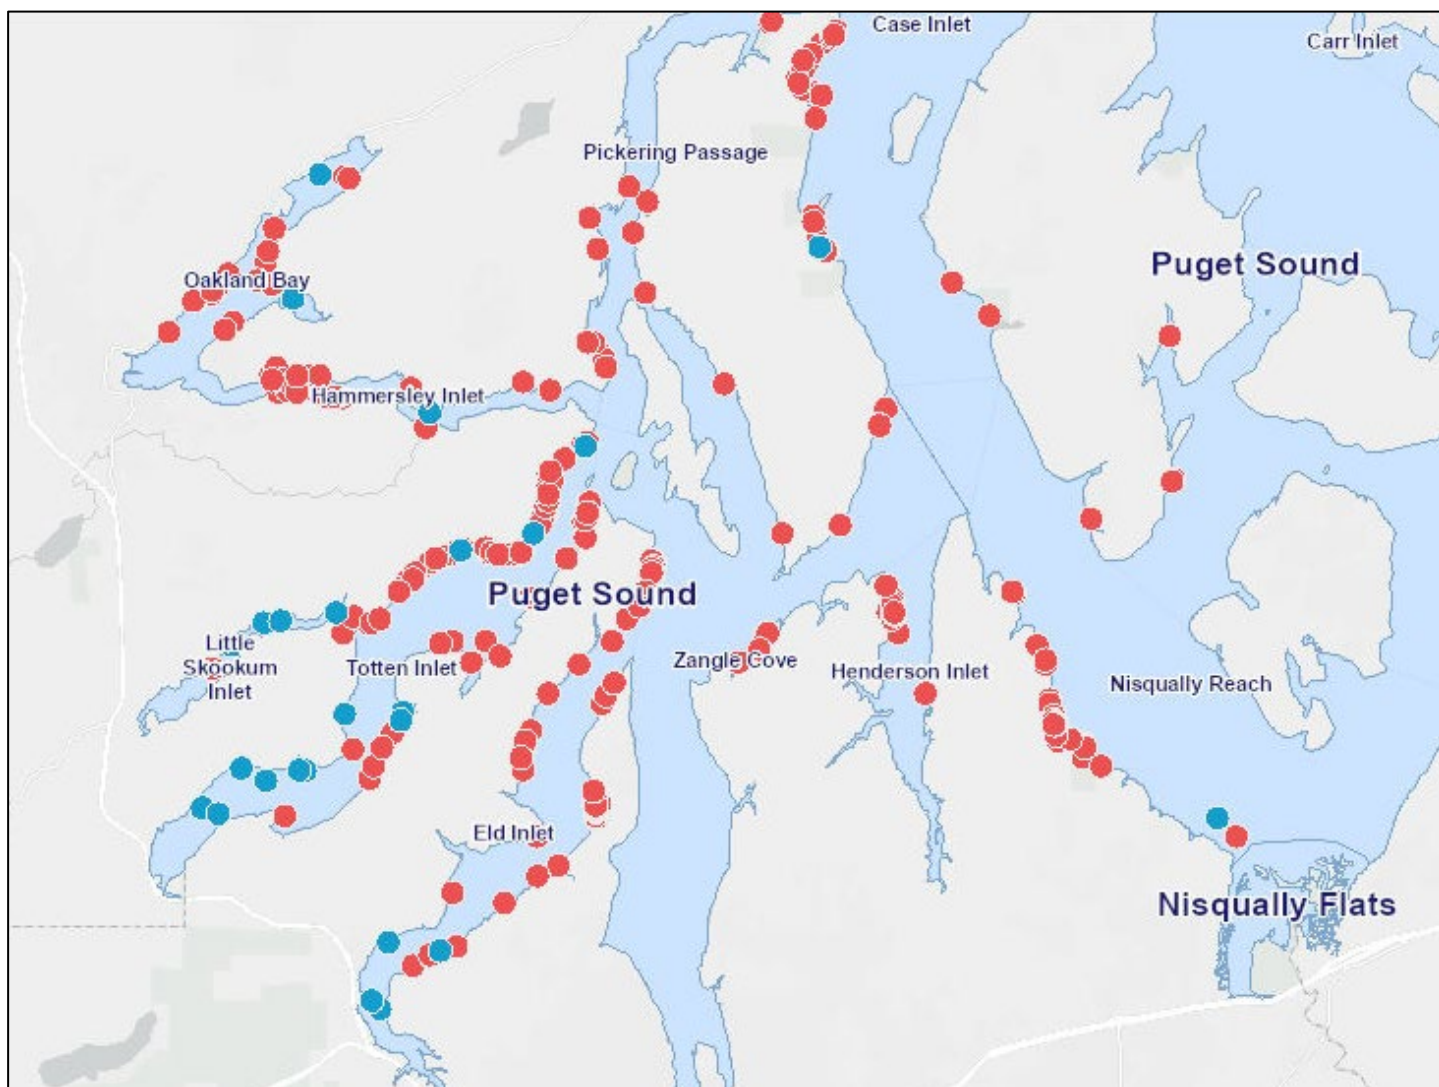 Case Inlet
Carr Inlet
Pickering Passage
Puget Sound
Oakland Bay
Hammersley Inlet
Puget Sound
Little
Skookum
Inlet
Totten Inlet
Zangle Cove
Henderson Inlet
Nisqually Reach
Eld Inlet
Nisqually Flats